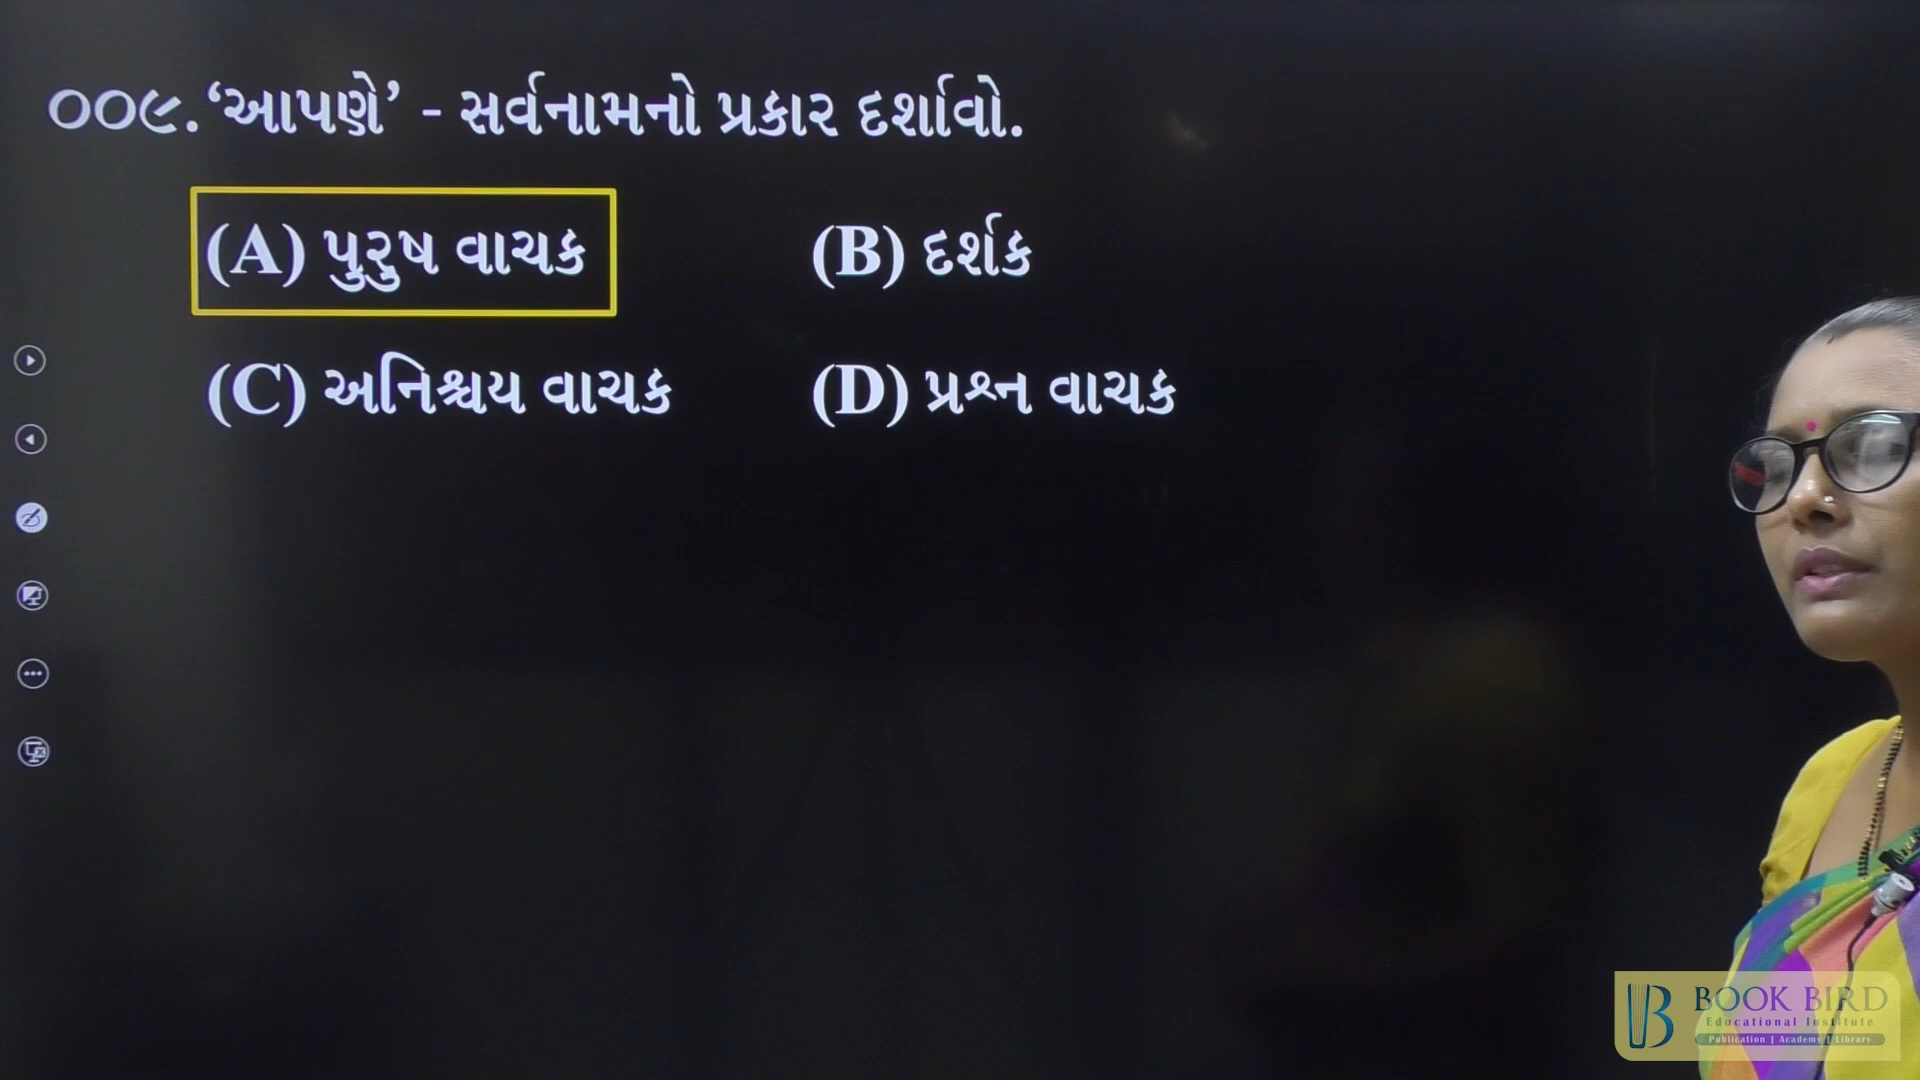 ૦૦૯. ‘આપણે’ - સર્વનામનો પ્રકાર દર્શાવો.
(A) પુરુષ વાચક (B) દર્શક
(C) અનિશ્ચય વાચક (D) પ્રશ્ન વાચક
BOOK BIRD
Educational Institute
Publication | Academy | Library